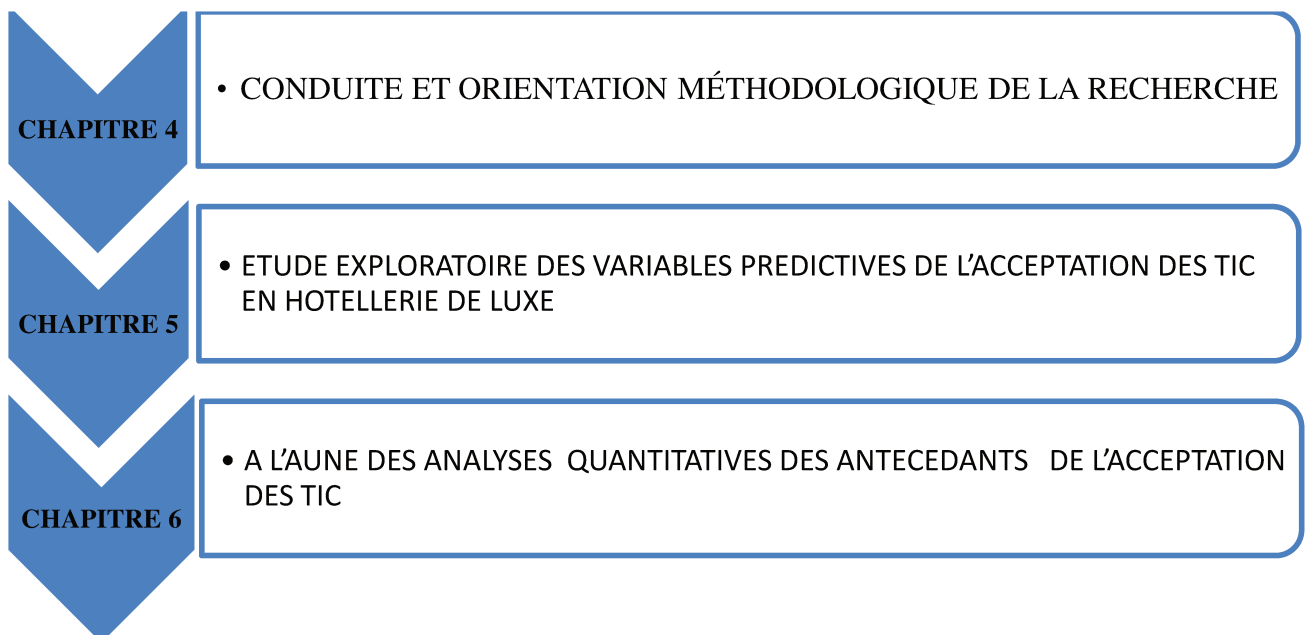 CHAPITRE 4
• CONDUITE ET ORIENTATION MÉTHODOLOGIQUE DE LA RECHERCHE
CHAPITRE 5
• ETUDE EXPLORATOIRE DES VARIABLES PREDICTIVES DE L’ACCEPTATION DES TIC
EN HOTELLERIE DE LUXE
CHAPITRE 6
• A L’AUNE DES ANALYSES QUANTITATIVES DES ANTECEDANTS DE L’ACCEPTATION
DES TIC